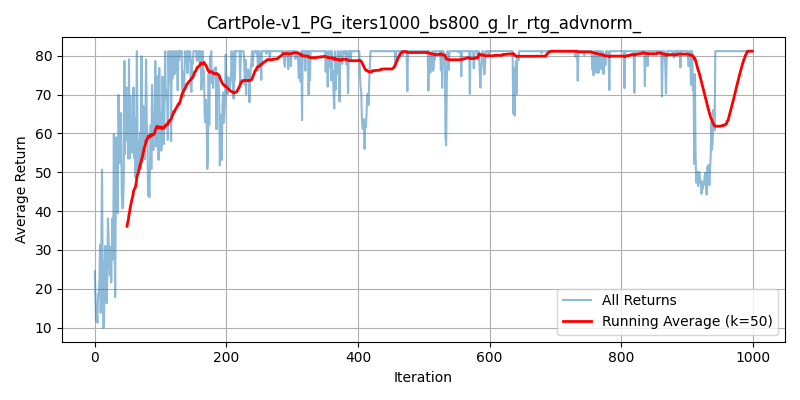 CartPole-v1_PG_iters1000_bs800_g_lr_rtg_advnorm_
Average Return
80
70
60
50
40
30
20
10
0 200 400 600 800 1000
Iteration
All Returns
Running Average (k=50)